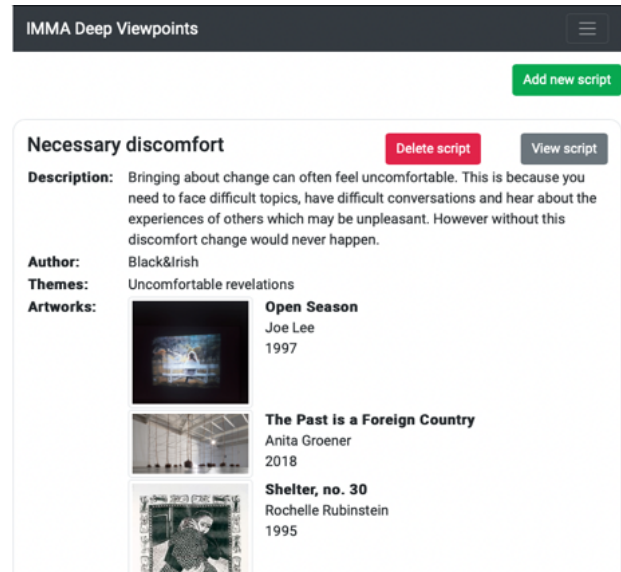 IMMA Deep Viewpoints
Add new script
Necessary discomfort
Delete script
View script
Description: Bringing about change can often feel uncomfortable. This is because you
need to face difficult topics, have difficult conversations and hear about the
experiences of others which may be unpleasant. However without this
discomfort change would never happen.
Author: Black&Irish
Themes: Uncomfortable revelations
Artworks:
Open Season
Joe Lee
1997
The Past is a Foreign Country
Anita Groener
2018
Shelter, no. 30
Rochelle Rubinstein
1995